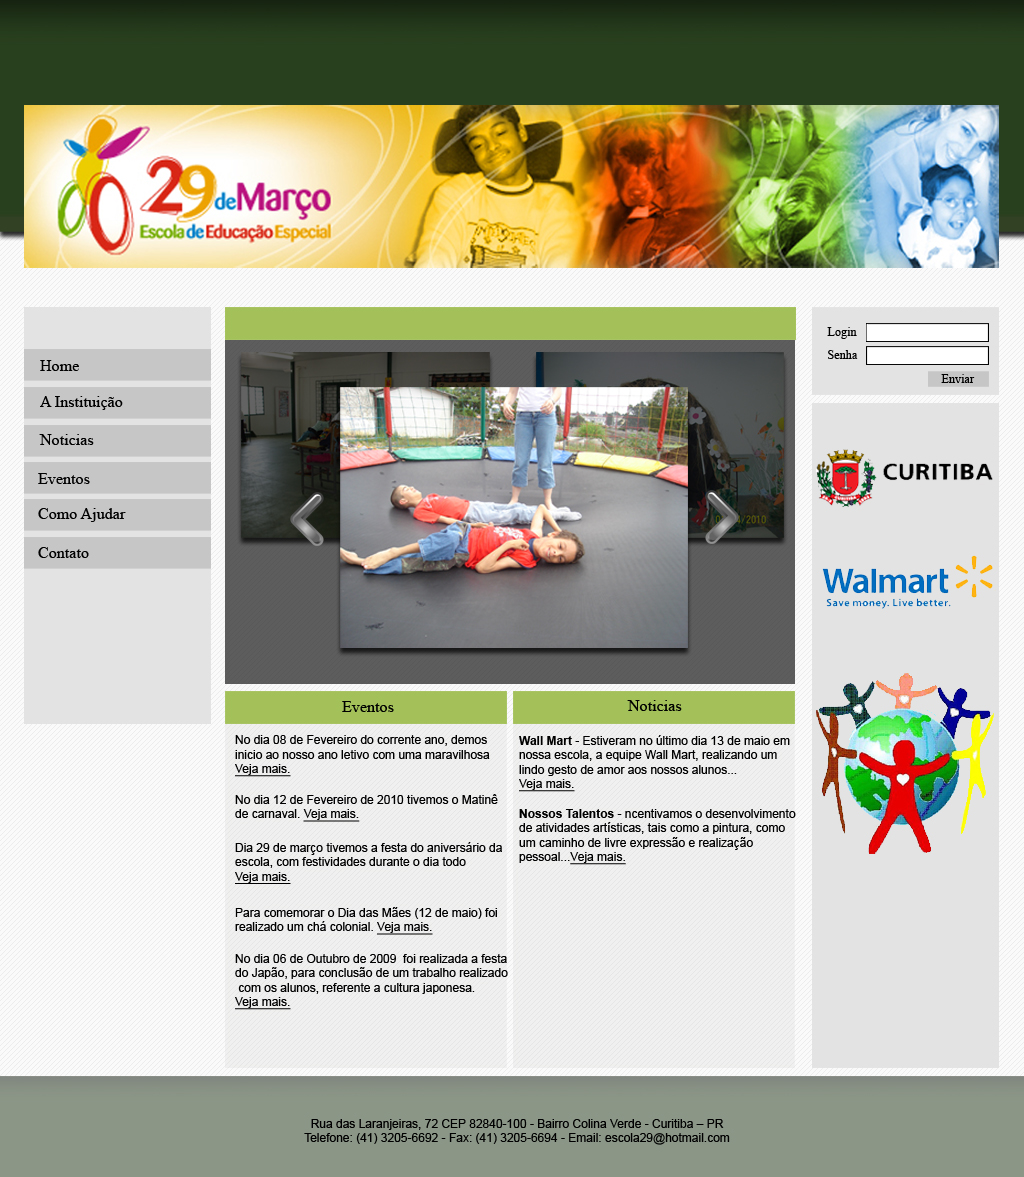 29 de Março
Escola de Educação Especial
Home
A Instituição
Noticias
Eventos
Como Ajudar
Contato
Login
Senha
Enviar
CURITIBA
Walmart
Save money. Live better.
Eventos
No dia 08 de Fevereiro do corrente ano, demos
inicio ao nosso ano letivo com uma maravilhosa
Veja mais.
No dia 12 de Fevereiro de 2010 tivemos o Matinê
de carnaval. Veja mais.
Dia 29 de março tivemos a festa do aniversário da
escola, com festividades durante o dia todo
Veja mais.
Para comemorar o Dia das Mães (12 de maio) foi
realizado um chá colonial. Veja mais.
No dia 06 de Outubro de 2009 foi realizada a festa
do Japão, para conclusão de um trabalho realizado
com os alunos, referente a cultura japonesa.
Veja mais.
Noticias
Wall Mart - Estiveram no último dia 13 de maio em
nossa escola, a equipe Wall Mart, realizando um
lindo gesto de amor aos nossos alunos...
Veja mais.
Nossos Talentos - ncentivamos o desenvolvimento
de atividades artísticas, tais como a pintura, como
um caminho de livre expressão e realização
pessoal...Veja mais.
Rua das Laranjeiras, 72 CEP 82840-100 - Bairro Colina Verde - Curitiba – PR
Telefone: (41) 3205-6692 - Fax: (41) 3205-6694 - Email: escola29@hotmail.com